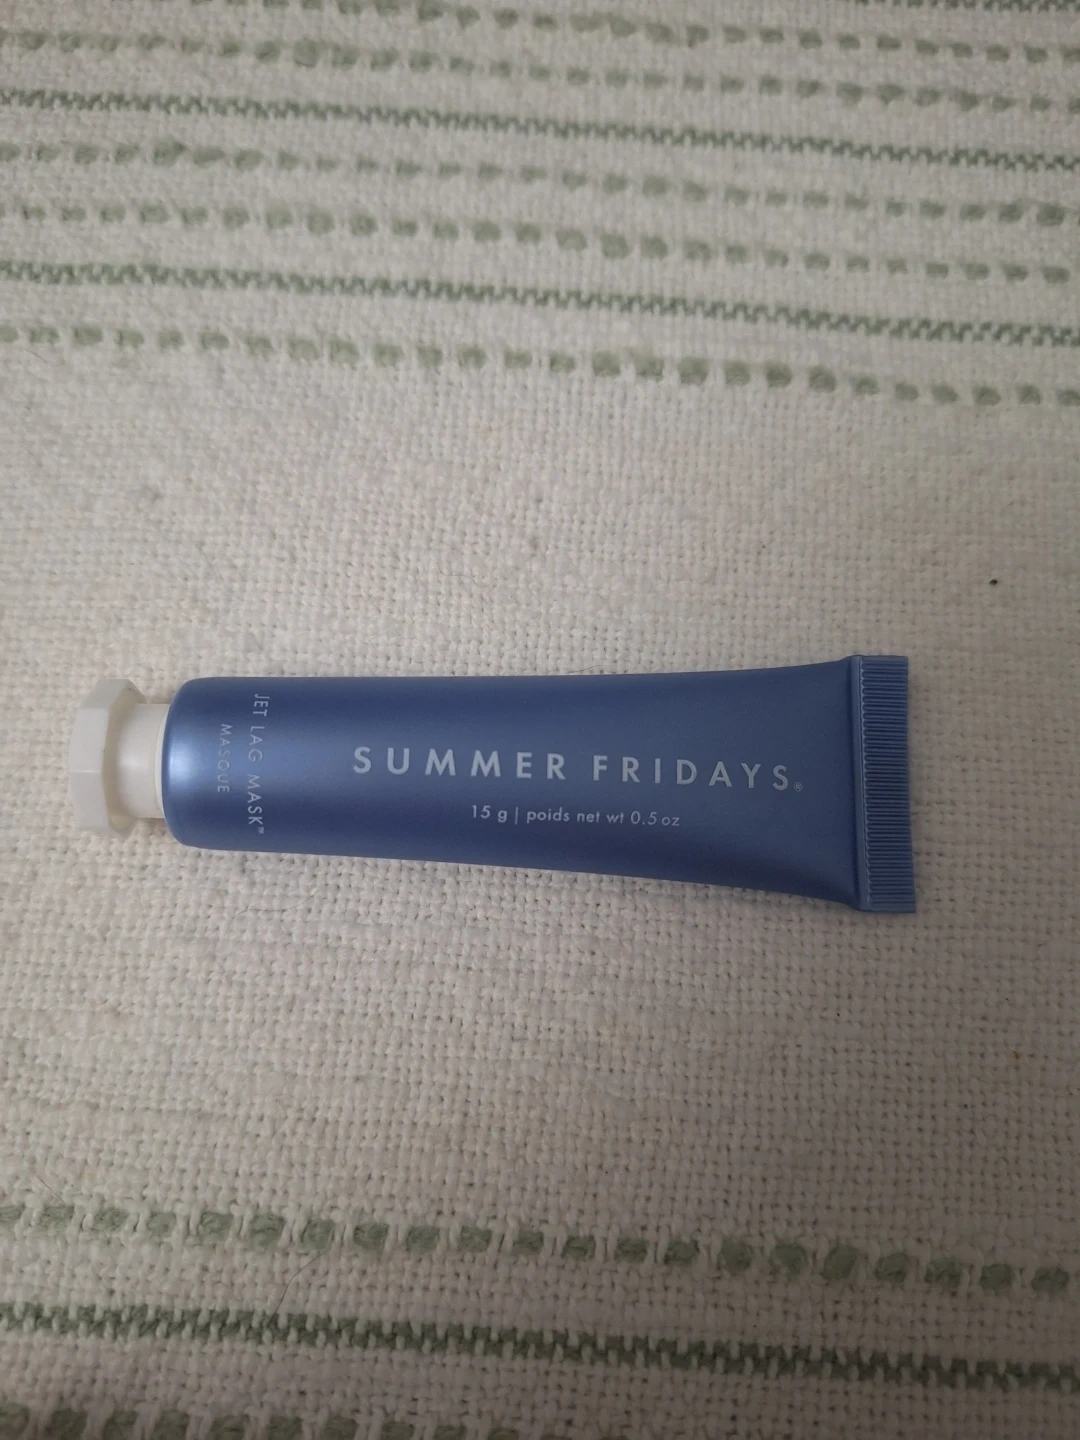 JET LAG MASK™
MASQUE
SUMMER FRIDAYS®
15 g | poids net wt 0.5 oz